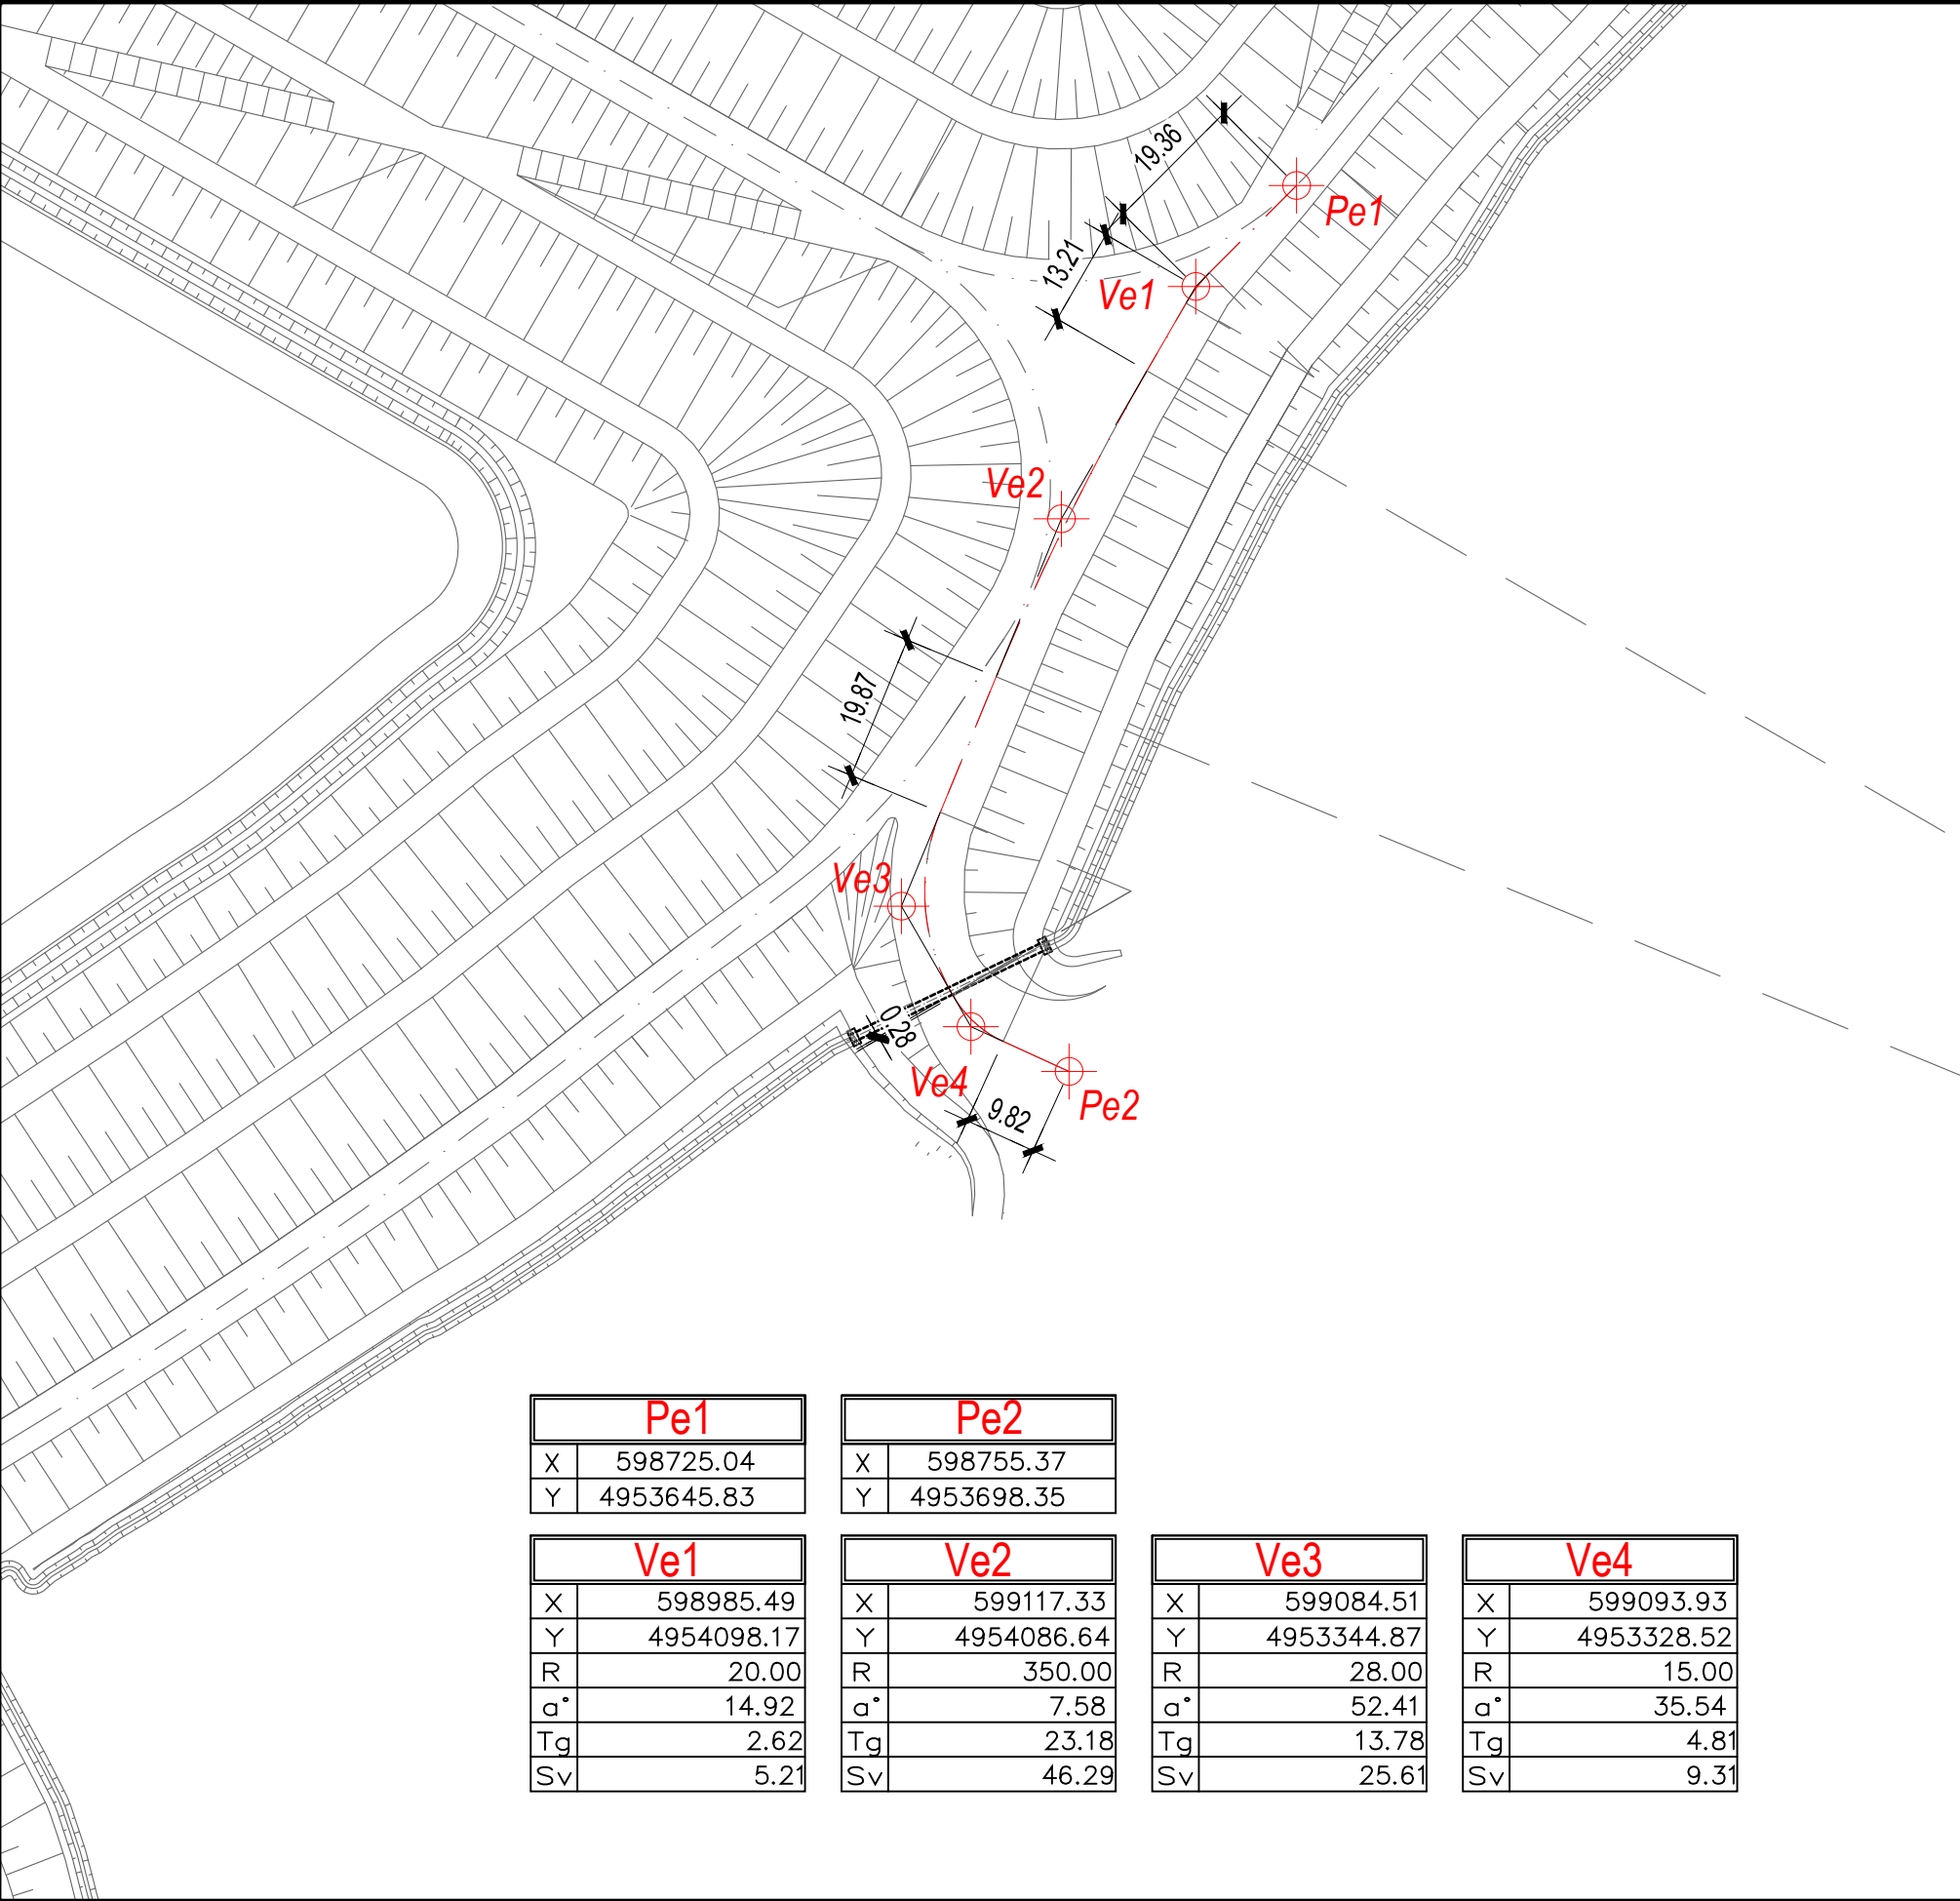 19.36
Pe1
13.21
Ve1
Ve2
19.87
Ve3
0.28
Ve4
9.82
Pe2
Pe1
X 598725.04
Y 4953645.83
Pe2
X 598755.37
Y 4953698.35
Ve1
X 598985.49
Y 4954098.17
R 20.00
a° 14.92
Tg 2.62
Sv 5.21
Ve2
X 599117.33
Y 4954086.64
R 350.00
a° 7.58
Tg 23.18
Sv 46.29
Ve3
X 599084.51
Y 4953344.87
R 28.00
a° 52.41
Tg 13.78
Sv 25.61
Ve4
X 599093.93
Y 4953328.52
R 15.00
a° 35.54
Tg 4.81
Sv 9.31